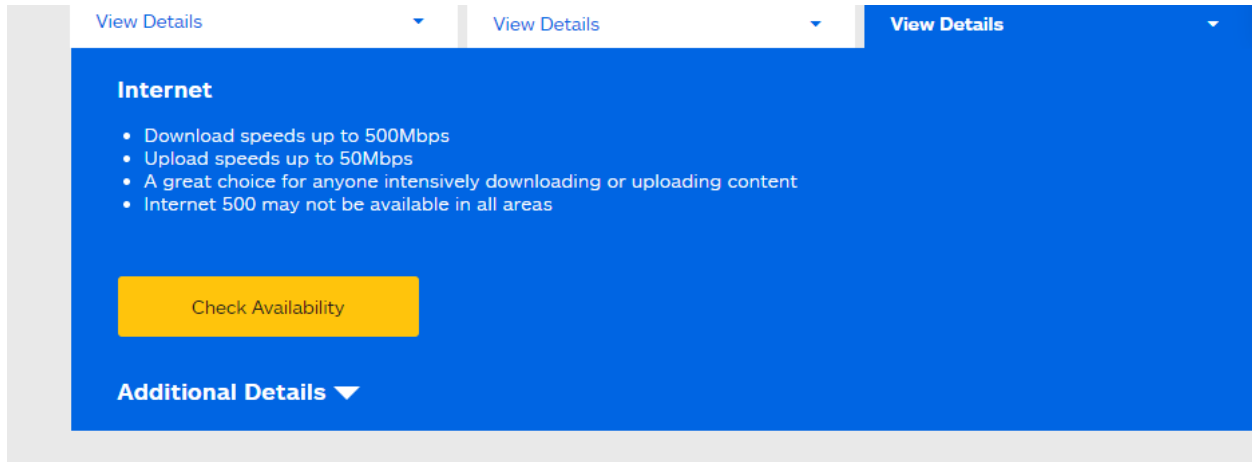 View Details
View Details
View Details
Internet
Download speeds up to 500Mbps
Upload speeds up to 50Mbps
A great choice for anyone intensively downloading or uploading content
Internet 500 may not be available in all areas
Check Availability
Additional Details